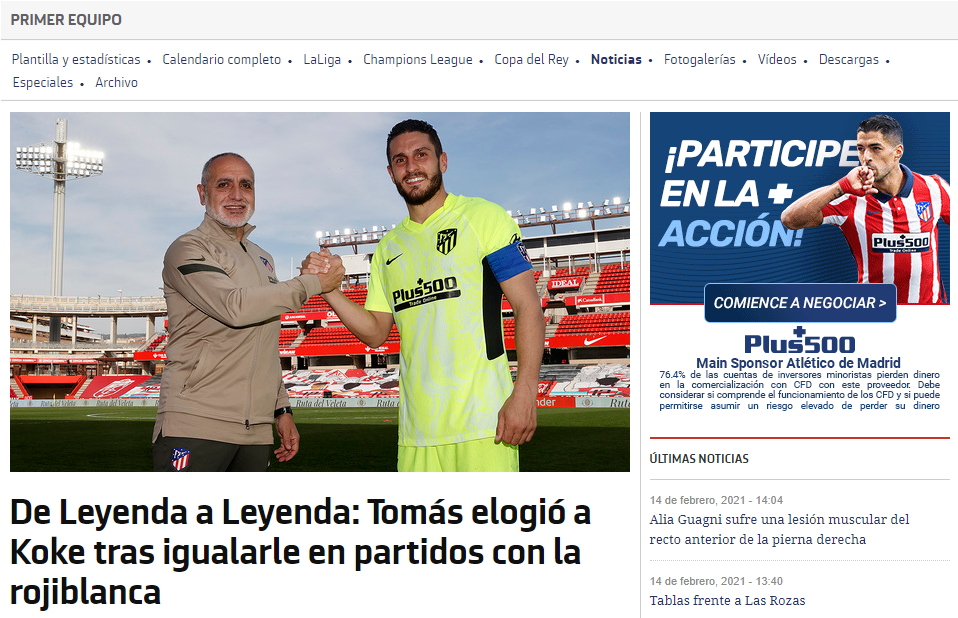 PRIMER EQUIPO
Plantilla y estadísticas • Calendario completo • LaLiga • Champions League • Copa del Rey • Noticias • Fotogalerías • Vídeos • Descargas •
Especiales • Archivo
IDEAL
Plus500
Trade Online
Ruta del Veleta
Ruta del Veleta
Ruta del Veleta
De Leyenda a Leyenda: Tomás elogió a
Koke tras igualarle en partidos con la
rojiblanca
¡PARTICIPE
EN LA +
ACCIÓN!
Plus500
Trade Online
COMIENCE A NEGOCIAR >
Plus500
Main Sponsor Atlético de Madrid
76.4% de las cuentas de inversores minoristas pierden dinero
en la comercialización con CFD con este proveedor. Debe
considerar si comprende el funcionamiento de los CFD y si puede
permitirse asumir un riesgo elevado de perder su dinero
ÚLTIMAS NOTICIAS
14 de febrero, 2021 - 14:04
Alia Guagni sufre una lesión muscular del
recto anterior de la pierna derecha
14 de febrero, 2021 - 13:40
Tablas frente a Las Rozas